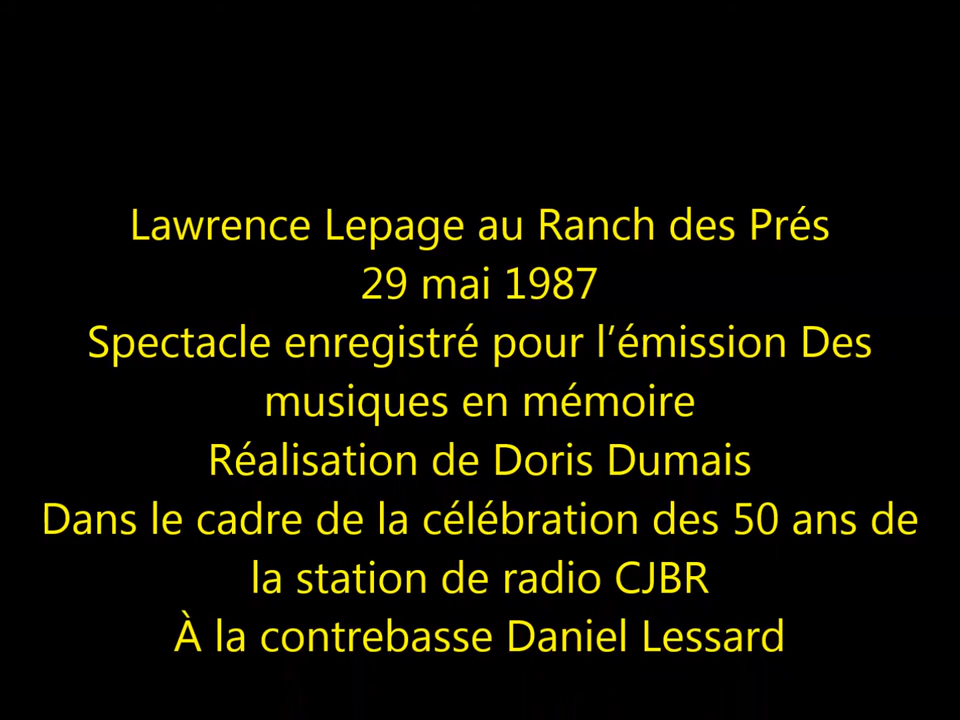 Lawrence Lepage au Ranch des Prés
29 mai 1987
Spectacle enregistré pour l’émission Des
musiques en mémoire
Réalisation de Doris Dumais
Dans le cadre de la célébration des 50 ans de
la station de radio CJBR
À la contrebasse Daniel Lessard